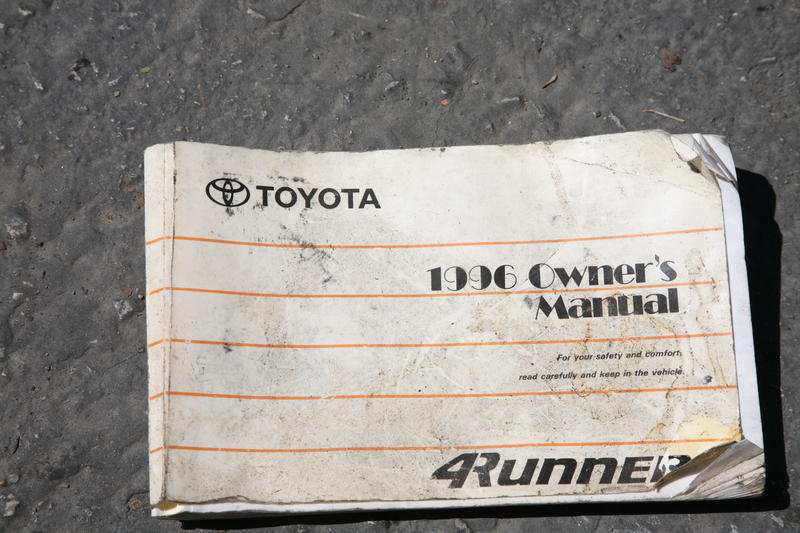 TOYOTA
1996 Owner's
Manual
For your safety and comfort,
read carefully and keep in the vehicle.
4RUNNER